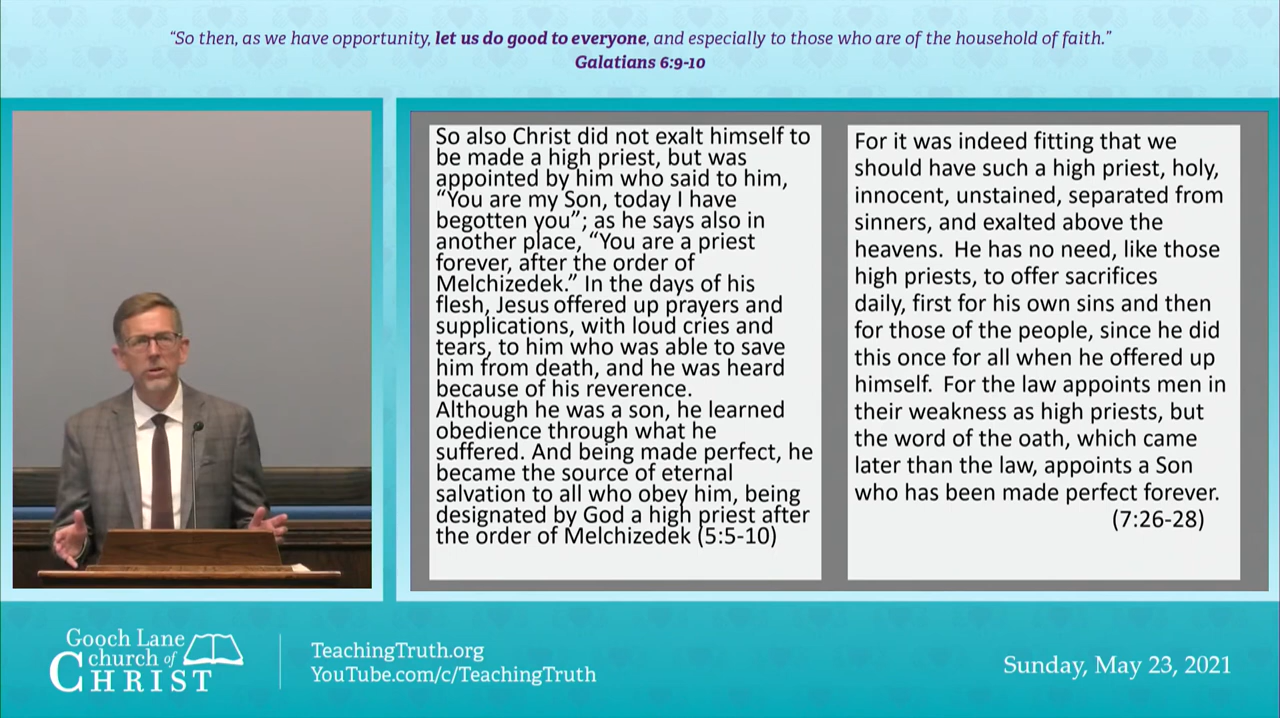 “So then, as we have opportunity, let us do good to everyone, and especially to those who are of the household of faith.”
Galatians 6:9-10
So also Christ did not exalt himself to
be made a high priest, but was
appointed by him who said to him,
“You are my Son, today I have
begotten you”; as he says also in
another place, “You are a priest
forever, after the order of
Melchizedek.” In the days of his
flesh, Jesus offered up prayers and
supplications, with loud cries and
tears, to him who was able to save
him from death, and he was heard
because of his reverence.
Although he was a son, he learned
obedience through what he
suffered. And being made perfect, he
became the source of eternal
salvation to all who obey him, being
designated by God a high priest after
the order of Melchizedek (5:5-10)
For it was indeed fitting that we
should have such a high priest, holy,
innocent, unstained, separated from
sinners, and exalted above the
heavens. He has no need, like those
high priests, to offer sacrifices
daily, first for his own sins and then
for those of the people, since he did
this once for all when he offered up
himself. For the law appoints men in
their weakness as high priests, but
the word of the oath, which came
later than the law, appoints a Son
who has been made perfect forever.
(7:26-28)
Gooch Lane
church of
CHRIST
TeachingTruth.org
YouTube.com/c/TeachingTruth
Sunday, May 23, 2021